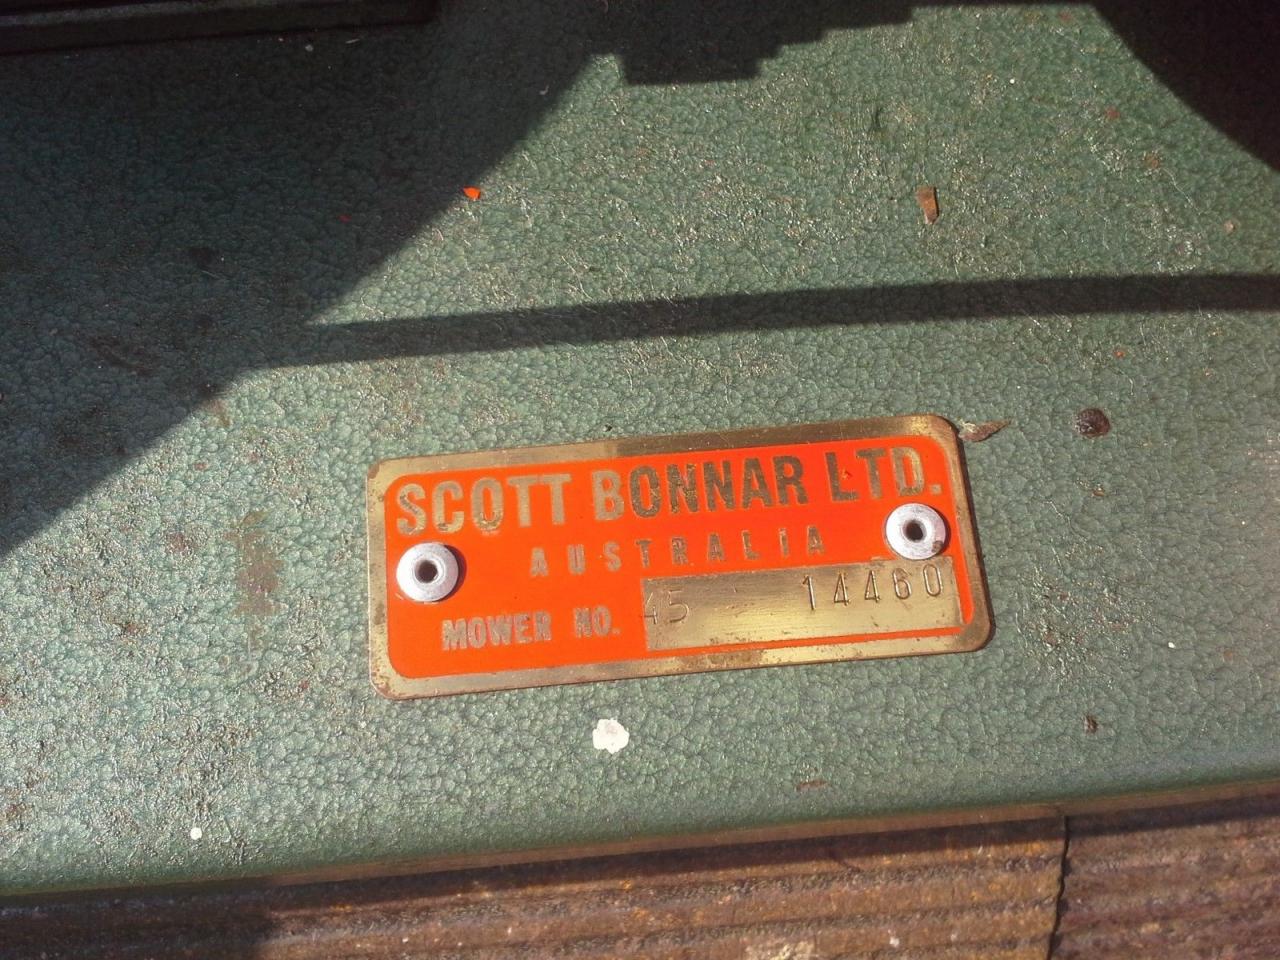 SCOTT BONNAR LTD.
AUSTRALIA
MOWER NO. 45 14460